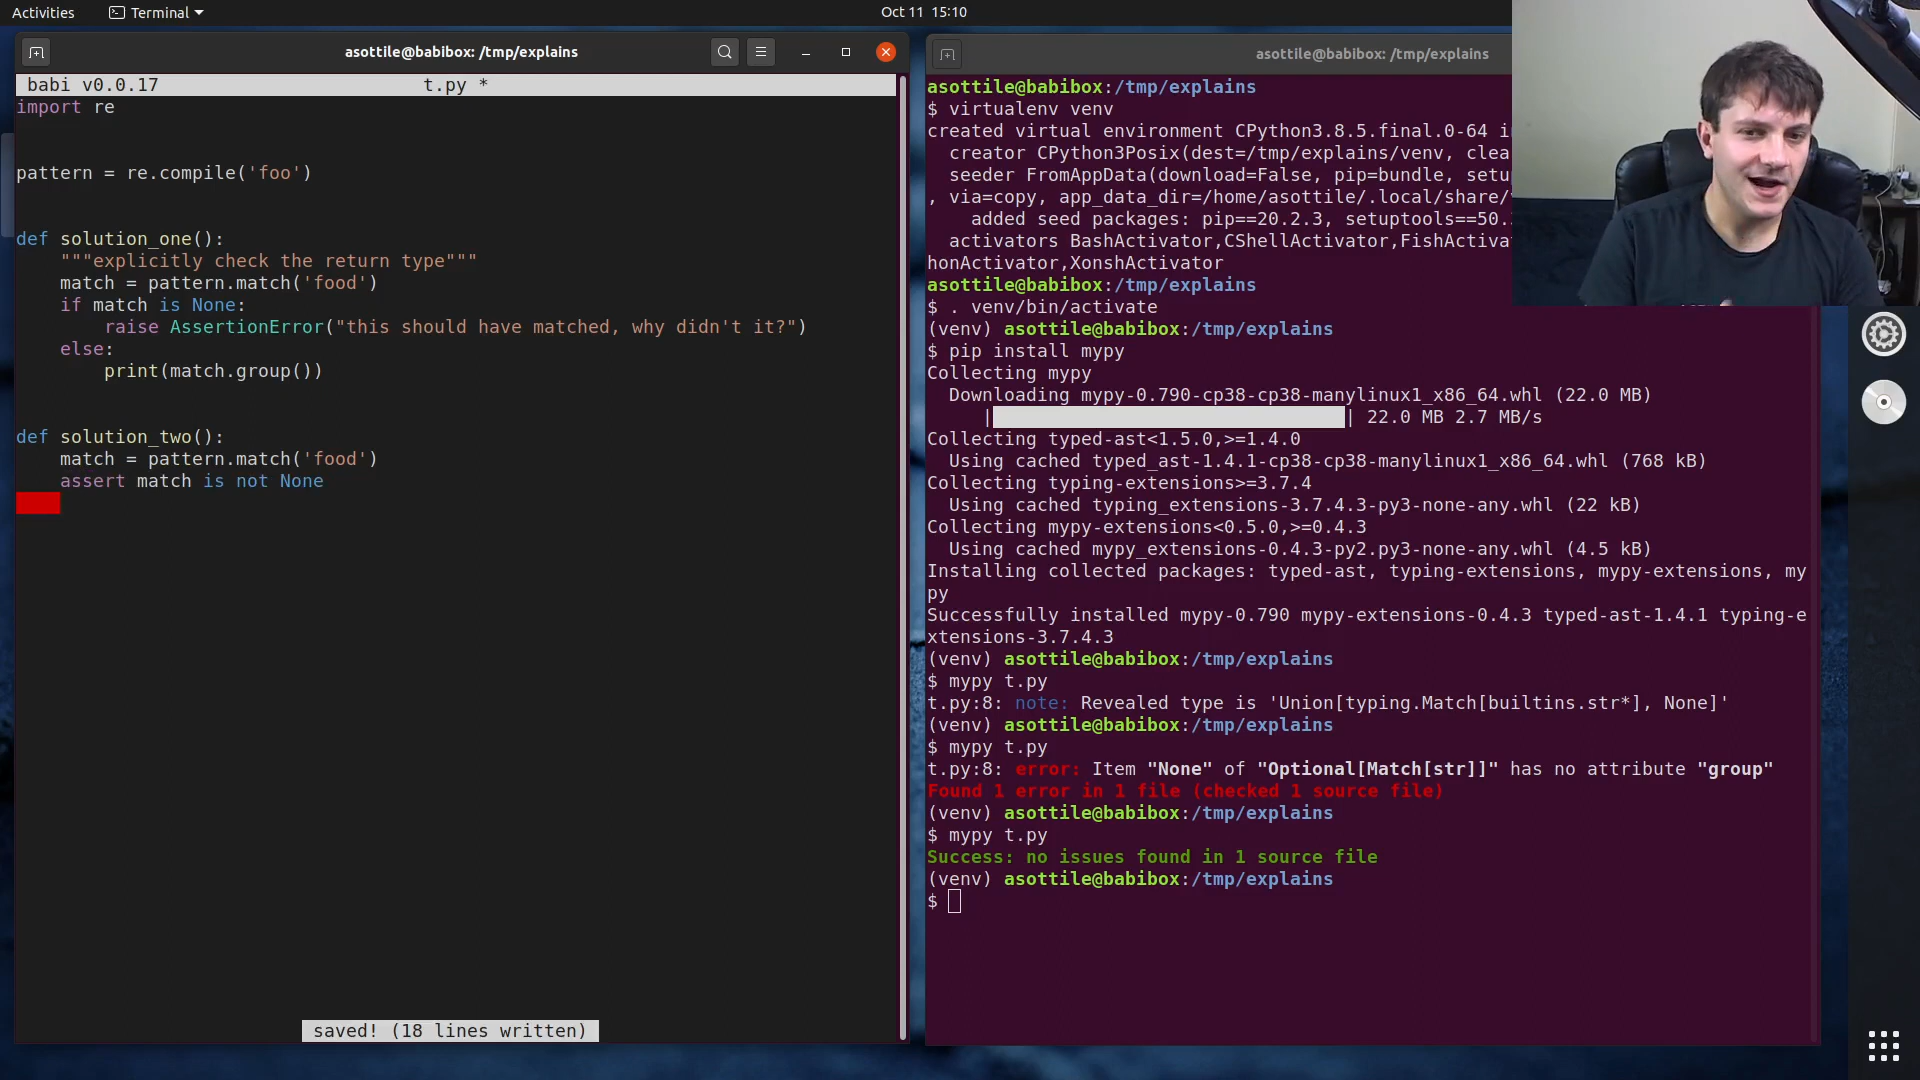 Activities
Terminal
Oct 11 15:10
asottile@babibox: /tmp/explains
babi v0.0.17 t.py *
import re
pattern = re.compile('foo')
def solution_one():
"""explicitly check the return type"""
match = pattern.match('food')
if match is None:
raise AssertionError("this should have matched, why didn't it?")
else:
print(match.group())
def solution_two():
match = pattern.match('food')
assert match is not None
saved! (18 lines written)
asottile@babibox: /tmp/explains
asottile@babibox:/tmp/explains
$ virtualenv venv
created virtual environment CPython3.8.5.final.0-64 i
creator CPython3Posix(dest=/tmp/explains/venv, clea
seeder FromAppData(download=False, pip=bundle, setu
, via=copy, app_data_dir=/home/asottile/.local/share/
added seed packages: pip==20.2.3, setuptools==50.
activators BashActivator,CShellActivator,FishActiva
honActivator,XonshActivator
asottile@babibox:/tmp/explains
$ . venv/bin/activate
(venv) asottile@babibox:/tmp/explains
$ pip install mypy
Collecting mypy
Downloading mypy-0.790-cp38-cp38-manylinux1_x86_64.whl (22.0 MB)
| | 22.0 MB 2.7 MB/s
Collecting typed-ast<1.5.0,>=1.4.0
Using cached typed_ast-1.4.1-cp38-cp38-manylinux1_x86_64.whl (768 kB)
Collecting typing-extensions>=3.7.4
Using cached typing_extensions-3.7.4.3-py3-none-any.whl (22 kB)
Collecting mypy-extensions<0.5.0,>=0.4.3
Using cached mypy_extensions-0.4.3-py2.py3-none-any.whl (4.5 kB)
Installing collected packages: typed-ast, typing-extensions, mypy-extensions, my
py
Successfully installed mypy-0.790 mypy-extensions-0.4.3 typed-ast-1.4.1 typing-e
xtensions-3.7.4.3
(venv) asottile@babibox:/tmp/explains
$ mypy t.py
t.py:8: note: Revealed type is 'Union[typing.Match[builtins.str*], None]'
(venv) asottile@babibox:/tmp/explains
$ mypy t.py
t.py:8: error: Item "None" of "Optional[Match[str]]" has no attribute "group"
Found 1 error in 1 file (checked 1 source file)
(venv) asottile@babibox:/tmp/explains
$ mypy t.py
Success: no issues found in 1 source file
(venv) asottile@babibox:/tmp/explains
$